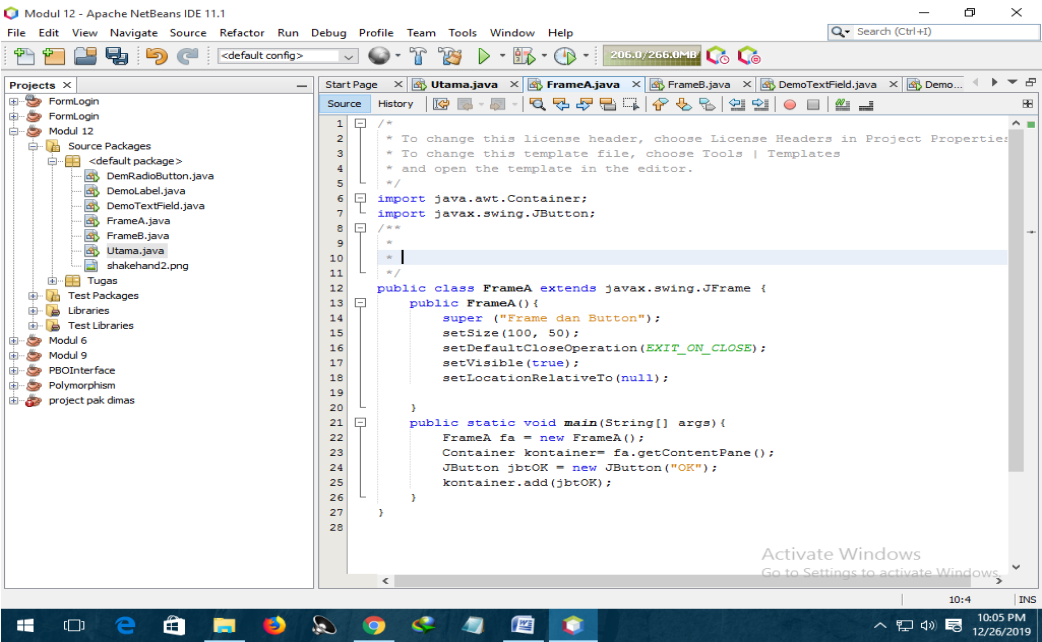 Modul 12 - Apache NetBeans IDE 11.1
File Edit View Navigate Source Refactor Run Debug Profile Team Tools Window Help
Search (Ctrl+I)
<default config>
206.0/266.0MB
Projects
FormLogin
FormLogin
Modul 12
Source Packages
<default package>
DemRadioButton.java
DemoLabel.java
DemoTextField.java
FrameA.java
FrameB.java
Utama.java
shakehand2.png
Tugas
Test Packages
Libraries
Test Libraries
Modul 6
Modul 9
PBOInterface
Polymorphism
project pak dimas
Start Page Utama.java FrameA.java FrameB.java DemoTextField.java Demo...
Source History
1 /*
2 * To change this license header, choose License Headers in Project Properties
3 * To change this template file, choose Tools | Templates
4 * and open the template in the editor.
5 */
6 import java.awt.Container;
7 import javax.swing.JButton;
8 /**
9 *
10 *
11 */
12 public class FrameA extends javax.swing.JFrame {
13 public FrameA(){
14 super ("Frame dan Button");
15 setSize(100, 50);
16 setDefaultCloseOperation(EXIT_ON_CLOSE);
17 setVisible(true);
18 setLocationRelativeTo(null);
19
20 }
21 public static void main(String[] args){
22 FrameA fa = new FrameA();
23 Container kontainer= fa.getContentPane();
24 JButton jbtOK = new JButton("OK");
25 kontainer.add(jbtOK);
26 }
27 }
28
Activate Windows
Go to Settings to activate Windows.
10:4 INS
10:05 PM
12/26/2019